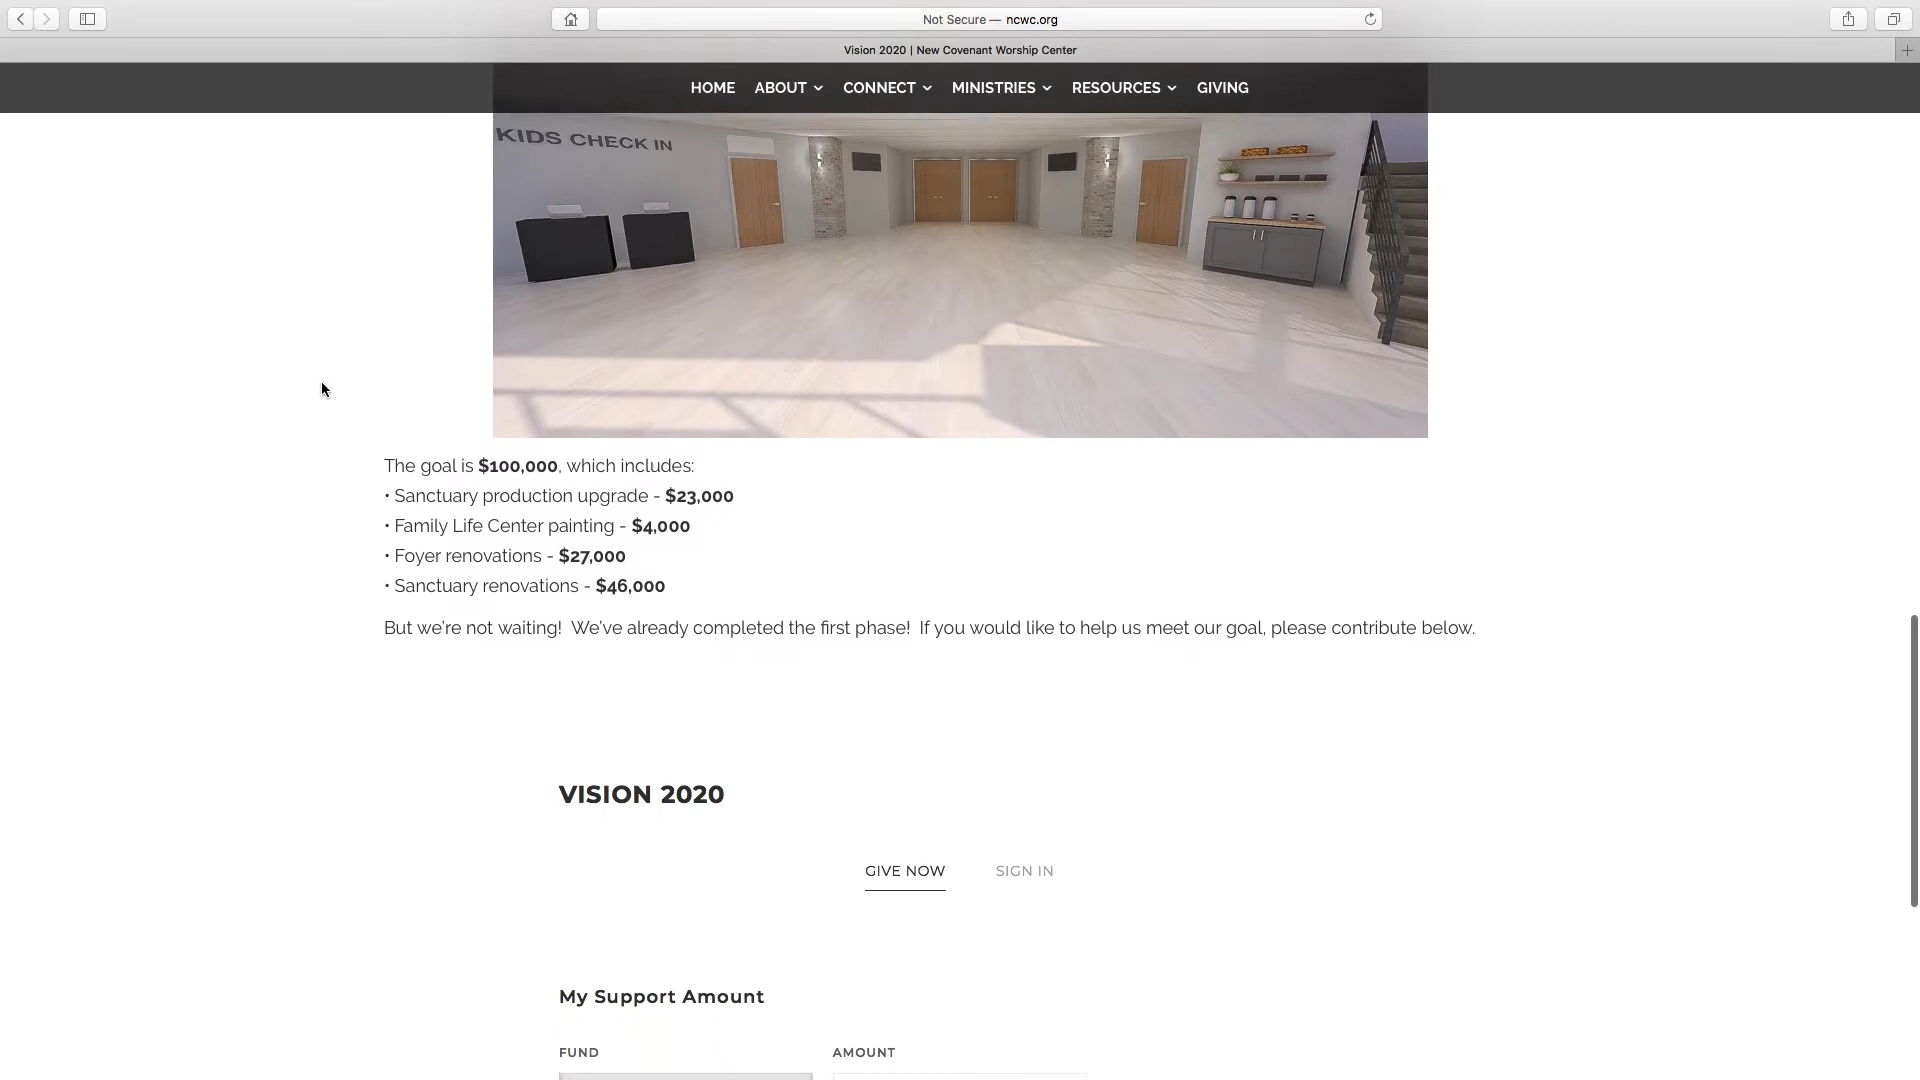 Not Secure — ncwc.org
Vision 2020 | New Covenant Worship Center
HOME ABOUT CONNECT MINISTRIES RESOURCES GIVING
KIDS CHECK IN
The goal is $100,000, which includes:
• Sanctuary production upgrade - $23,000
• Family Life Center painting - $4,000
• Foyer renovations - $27,000
• Sanctuary renovations - $46,000
But we're not waiting!  We've already completed the first phase!  If you would like to help us meet our goal, please contribute below.
VISION 2020
GIVE NOW SIGN IN
My Support Amount
FUND AMOUNT